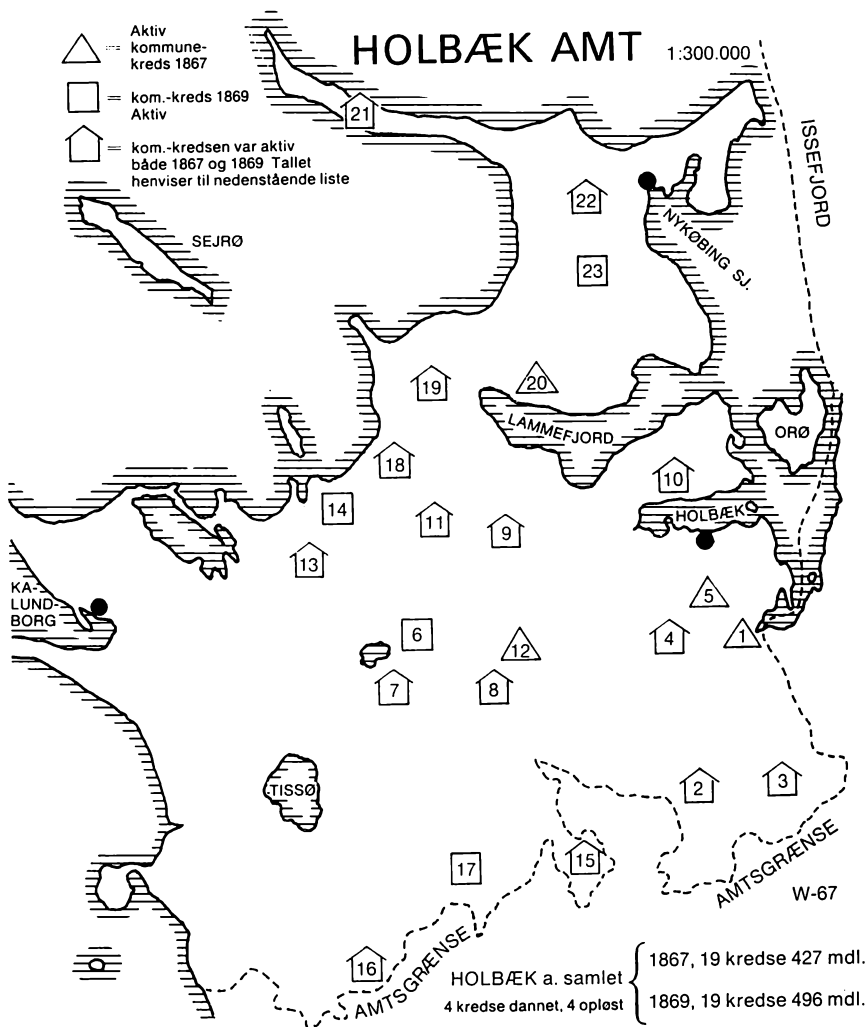 HOLBÆK AMT
1:300.000
Aktiv
= kommune-
kreds 1867
= kom.-kreds 1869
Aktiv
= kom.-kredsen var aktiv
både 1867 og 1869 Tallet
henviser til nedenstående liste
21
ISSEFJORD
22
NYKØBING SJ.
SEJRØ
23
19
20
LAMMEFJORD
ORØ
18
10
14
11
9
HOLBÆK
13
KA-
LUND-
BORG
5
6
12
4
1
7
8
TISSØ
2
3
15
17
AMTSGRÆNSE
W-67
16
AMTSGRÆNSE
HOLBÆK a. samlet
4 kredse dannet, 4 opløst
1867, 19 kredse 427 mdl.
1869, 19 kredse 496 mdl.